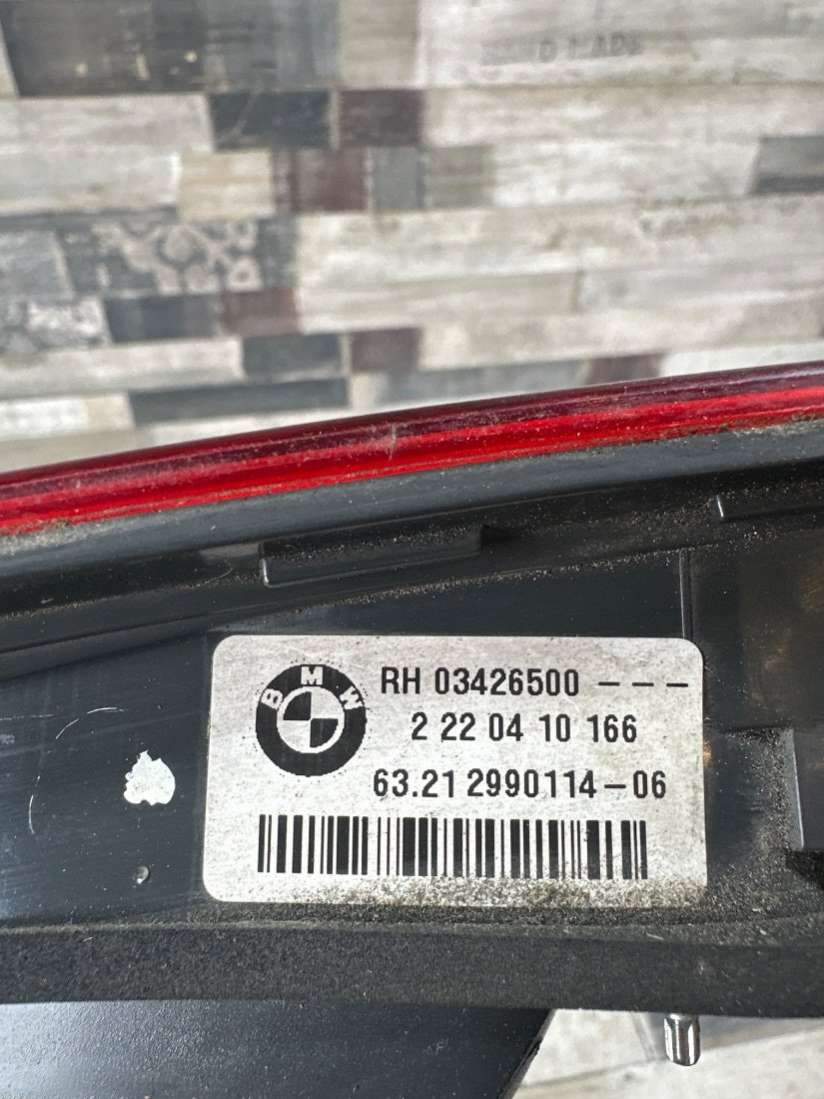 BMW
RH 03426500 ---
2 22 04 10 166
63.21 2990114-06